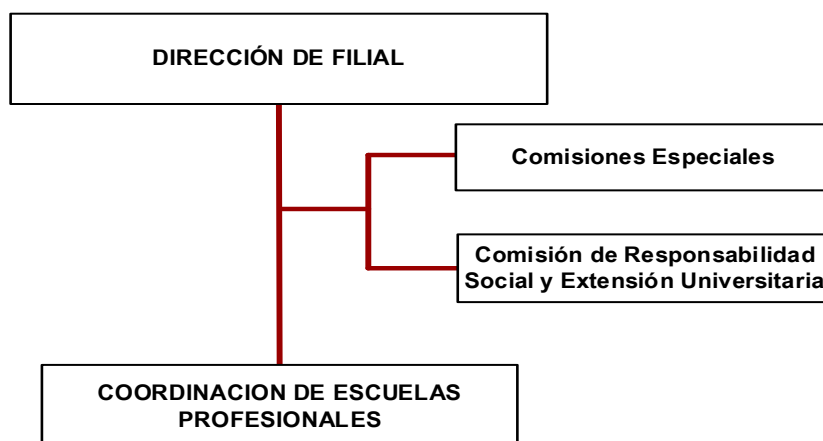 DIRECCIÓN DE FILIAL
Comisiones Especiales
Comisión de Responsabilidad
Social y Extensión Universitaria
COORDINACION DE ESCUELAS
PROFESIONALES